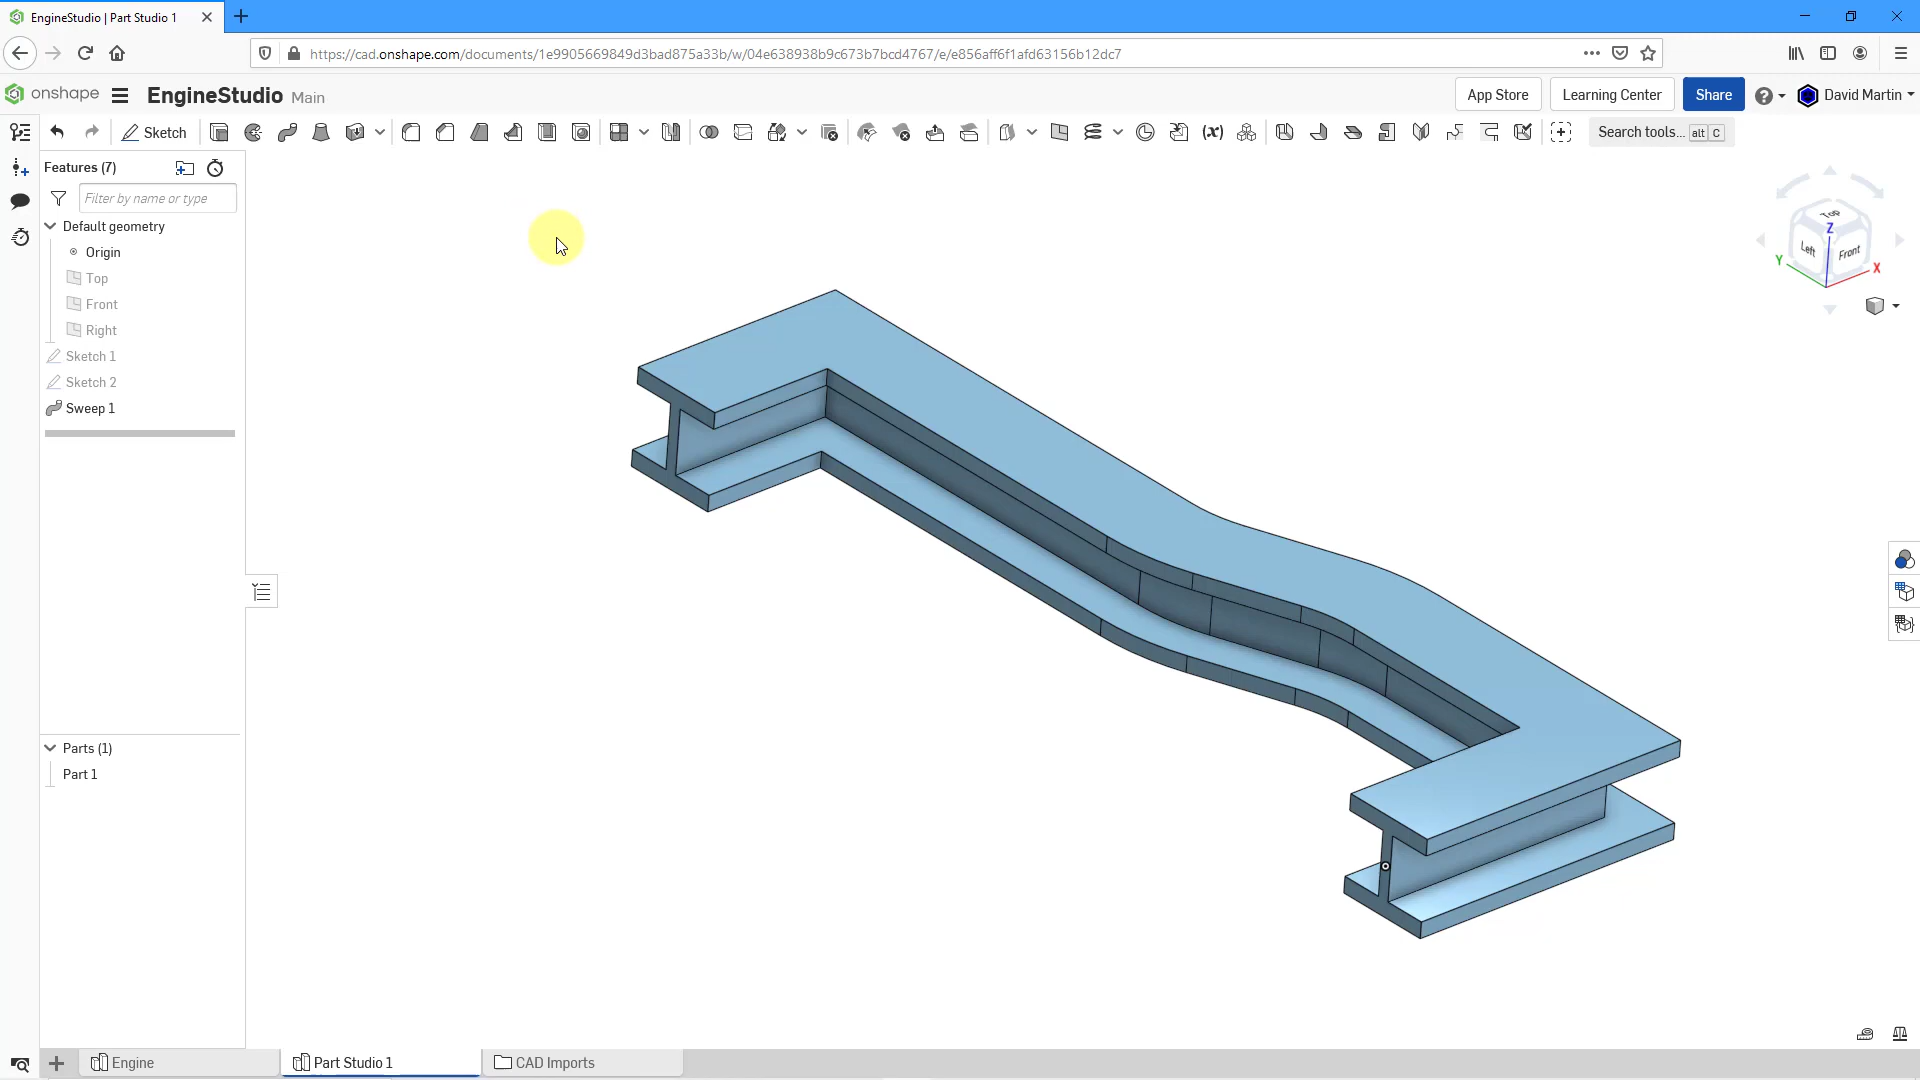 EngineStudio | Part Studio 1
https://cad.onshape.com/documents/1e9905669849d3bad875a33b/w/04e638938b9c673b7bcd4767/e/e856aff6f1afd63156b12dc7
onshape
EngineStudio Main
App Store
Learning Center
Share
David Martin
Sketch
(x)
Search tools... alt C
Features (7)
Filter by name or type
Default geometry
Origin
Top
Front
Right
Sketch 1
Sketch 2
Sweep 1
Parts (1)
Part 1
Top
Left
Front
Z
Y
X
Engine
Part Studio 1
CAD Imports